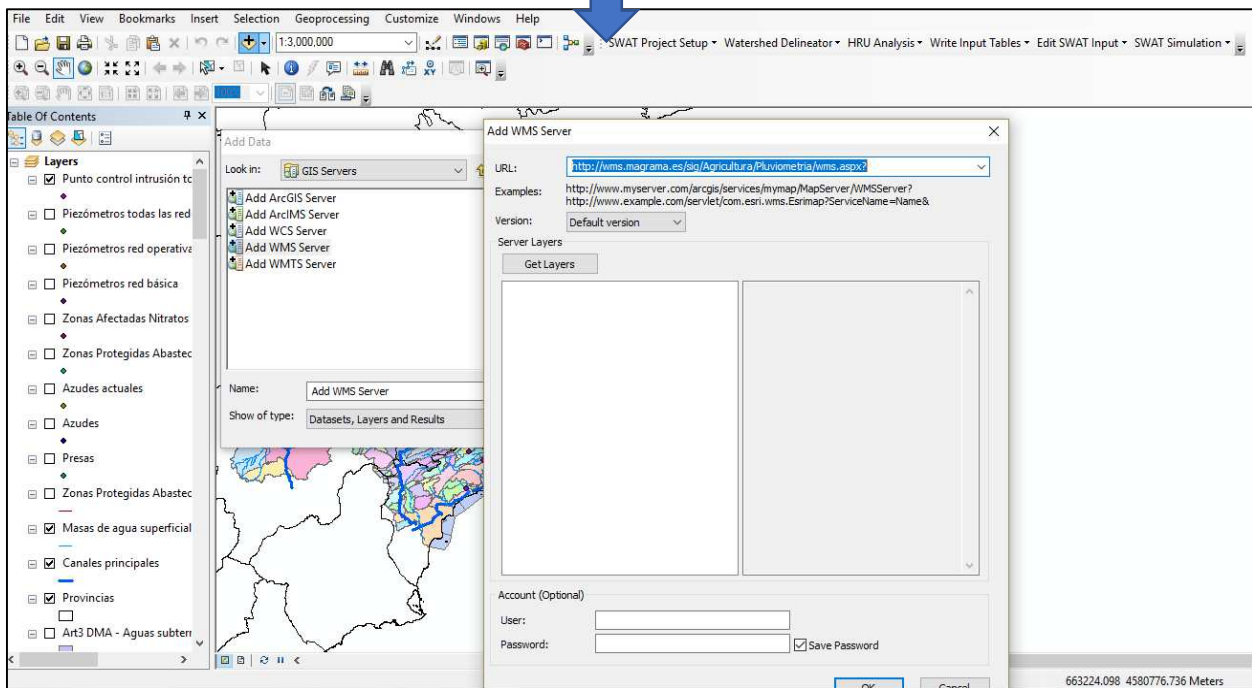 File Edit View Bookmarks Insert Selection Geoprocessing Customize Windows Help
1:3,000,000
SWAT Project Setup Watershed Delineator HRU Analysis Write Input Tables Edit SWAT Input SWAT Simulation
Table Of Contents
Layers
Punto control intrusión to
Piezómetros todas las red
Piezómetros red operativa
Piezómetros red básica
Zonas Afectadas Nitratos
Zonas Protegidas Abastec
Azudes actuales
Azudes
Presas
Zonas Protegidas Abastec
Masas de agua superficial
Canales principales
Provincias
Art3 DMA - Aguas subterr
Add Data
Look in: GIS Servers
Add ArcGIS Server
Add ArcIMS Server
Add WCS Server
Add WMS Server
Add WMTS Server
Name: Add WMS Server
Show of type: Datasets, Layers and Results
Add WMS Server
URL: http://wms.magrama.es/sig/Agricultura/Pluviometria/wms.aspx?
Examples: http://www.myserver.com/arcgis/services/mymap/MapServer/WMSServer?
http://www.example.com/servlet/com.esri.wms.Esrimap?ServiceName=Name&
Version: Default version
Server Layers
Get Layers
Account (Optional)
User:
Password: Save Password
OK Cancel
663224.098 4580776.736 Meters